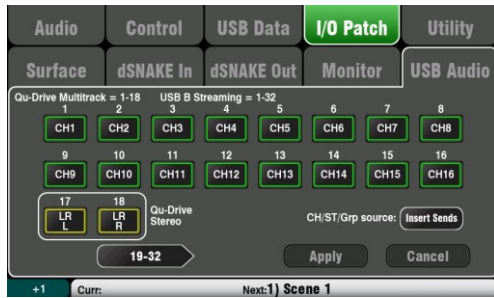 Audio Control USB Data I/O Patch Utility
Surface dSNAKE In dSNAKE Out Monitor USB Audio
Qu-Drive Multitrack = 1-18 USB B Streaming = 1-32
1 2 3 4 5 6 7 8
CH1 CH2 CH3 CH4 CH5 CH6 CH7 CH8
9 10 11 12 13 14 15 16
CH9 CH10 CH11 CH12 CH13 CH14 CH15 CH16
17 18
LR L LR R Qu-Drive Stereo CH/ST/Grp source: Insert Sends
19-32 Apply Cancel
+1 Curr: Next:1) Scene 1